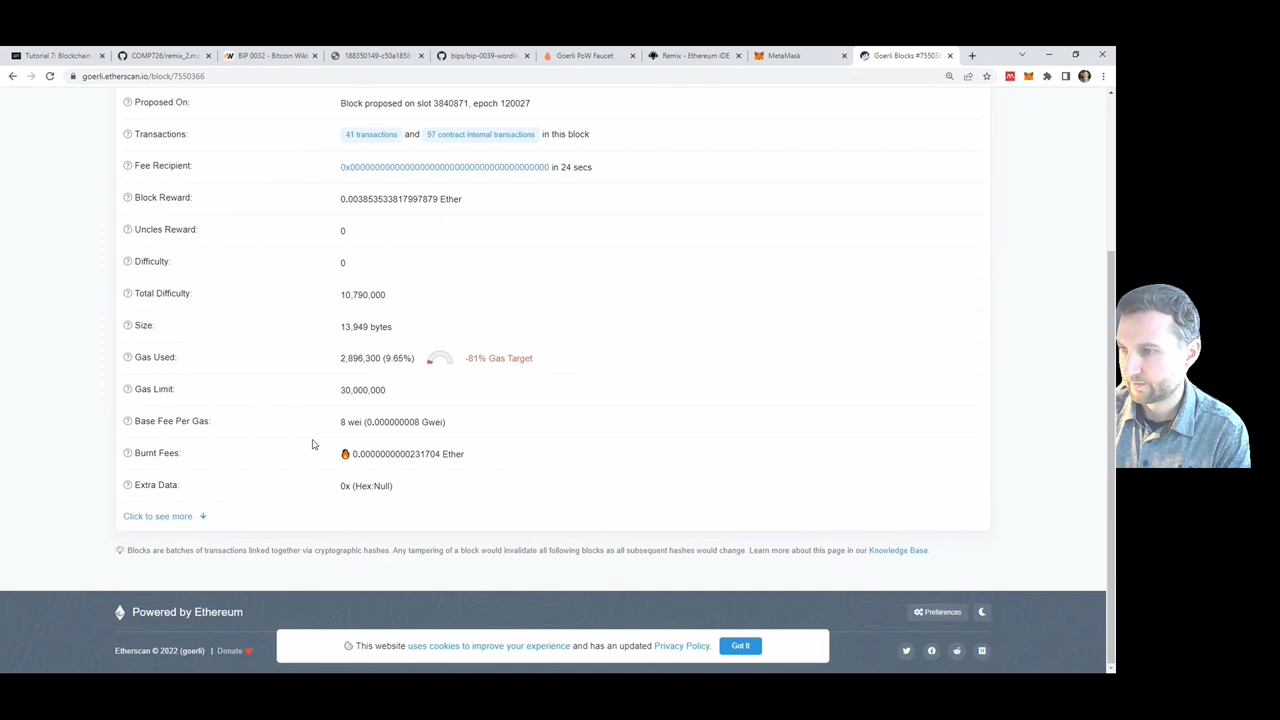 Tutorial 7: Blockchain
COMP726/remix_2.md
BIP 0032 - Bitcoin Wiki
188350149-c50a1858
bips/bip-0039-wordli
Goerli PoW Faucet
Remix - Ethereum IDE
MetaMask
Goerli Blocks #755036
goerli.etherscan.io/block/7550366
Proposed On: Block proposed on slot 3840871, epoch 120027
Transactions: 41 transactions and 97 contract internal transactions in this block
Fee Recipient: 0x0000000000000000000000000000000000000000 in 24 secs
Block Reward: 0.003853533817997879 Ether
Uncles Reward: 0
Difficulty: 0
Total Difficulty: 10,790,000
Size: 13,949 bytes
Gas Used: 2,896,300 (9.65%) -81% Gas Target
Gas Limit: 30,000,000
Base Fee Per Gas: 8 wei (0.000000008 Gwei)
Burnt Fees: 0.0000000000231704 Ether
Extra Data: 0x (Hex:Null)
Click to see more
Blocks are batches of transactions linked together via cryptographic hashes. Any tampering of a block would invalidate all following blocks as all subsequent hashes would change. Learn more about this page in our Knowledge Base.
Powered by Ethereum
Preferences
Etherscan © 2022 (goerli) | Donate
This website uses cookies to improve your experience and has an updated Privacy Policy.
Got It